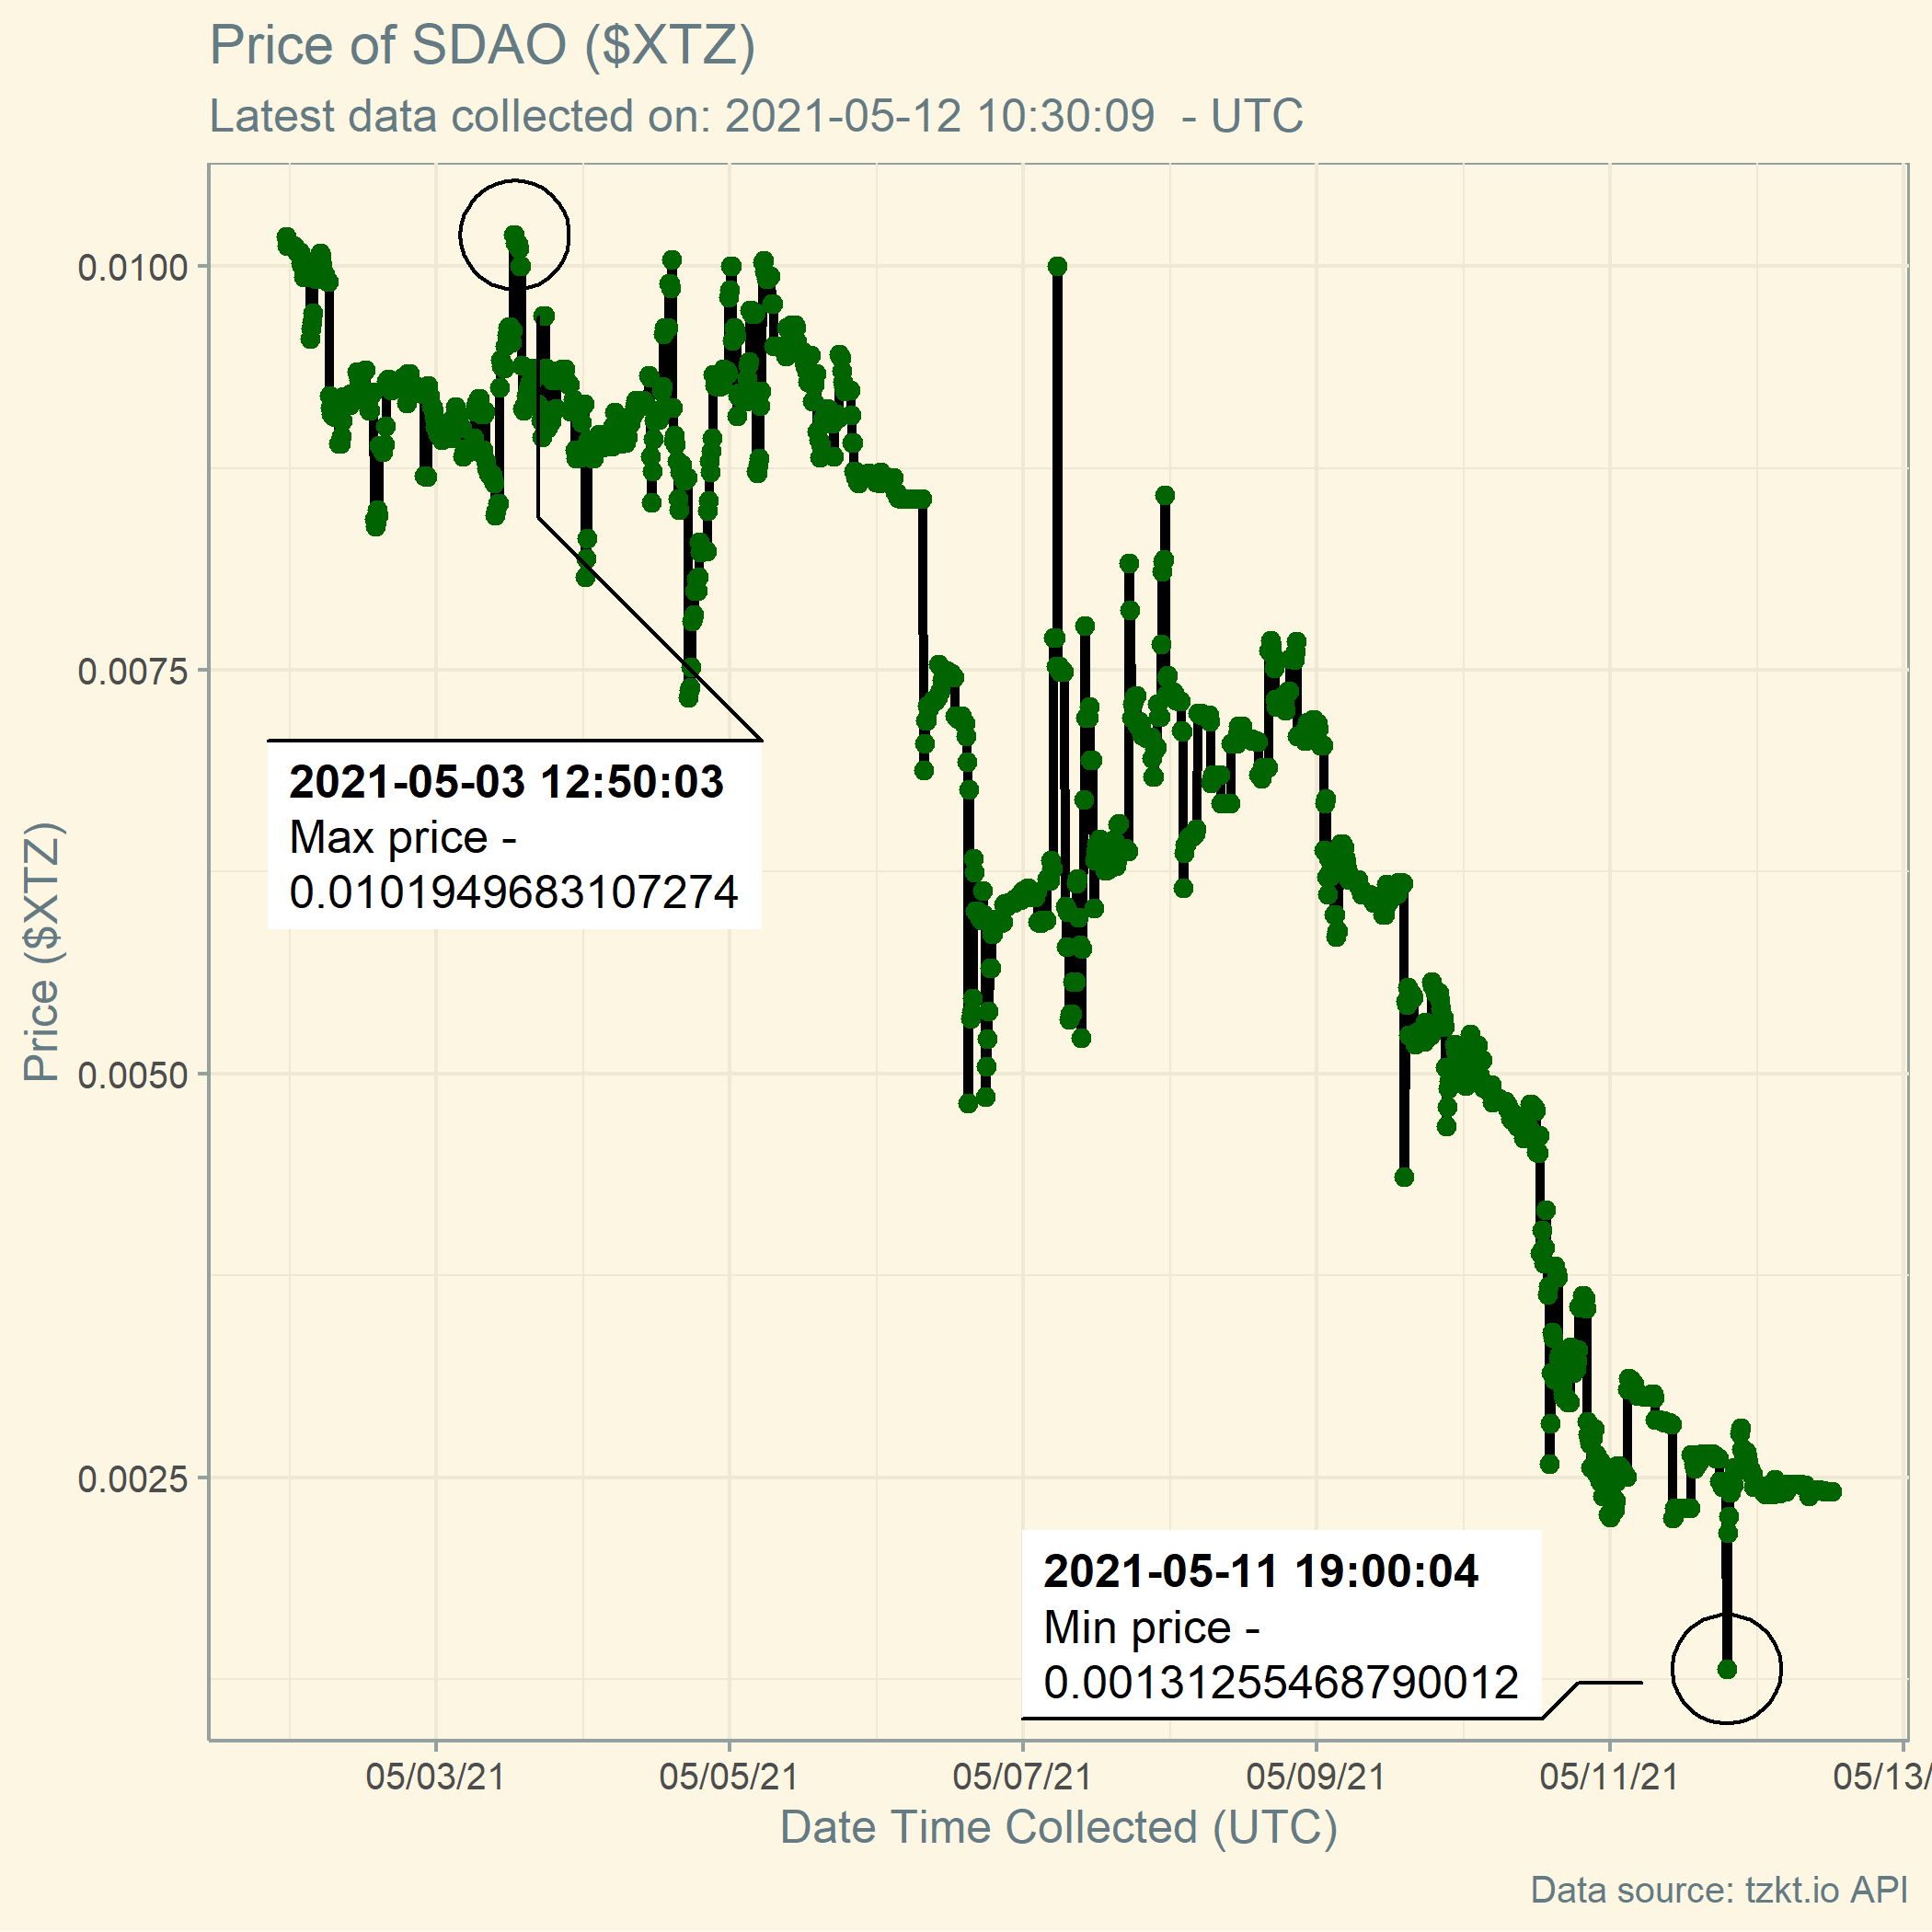 Price of SDAO ($XTZ)
Latest data collected on: 2021-05-12 10:30:09  - UTC
Price ($XTZ)
0.0100
0.0075
0.0050
0.0025
2021-05-03 12:50:03
Max price -
0.0101949683107274
2021-05-11 19:00:04
Min price -
0.00131255468790012
05/03/21
05/05/21
05/07/21
05/09/21
05/11/21
05/13/
Date Time Collected (UTC)
Data source: tzkt.io API